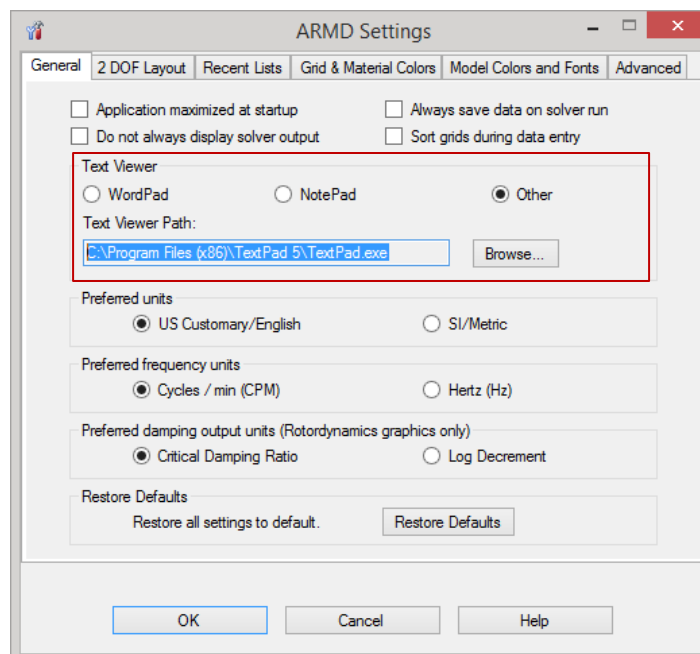 ARMD Settings
General 2 DOF Layout Recent Lists Grid & Material Colors Model Colors and Fonts Advanced
Application maximized at startup Always save data on solver run
Do not always display solver output Sort grids during data entry
Text Viewer
WordPad NotePad Other
Text Viewer Path:
C:\Program Files (x86)\TextPad 5\TextPad.exe Browse...
Preferred units
US Customary/English SI/Metric
Preferred frequency units
Cycles / min (CPM) Hertz (Hz)
Preferred damping output units (Rotordynamics graphics only)
Critical Damping Ratio Log Decrement
Restore Defaults
Restore all settings to default. Restore Defaults
OK Cancel Help